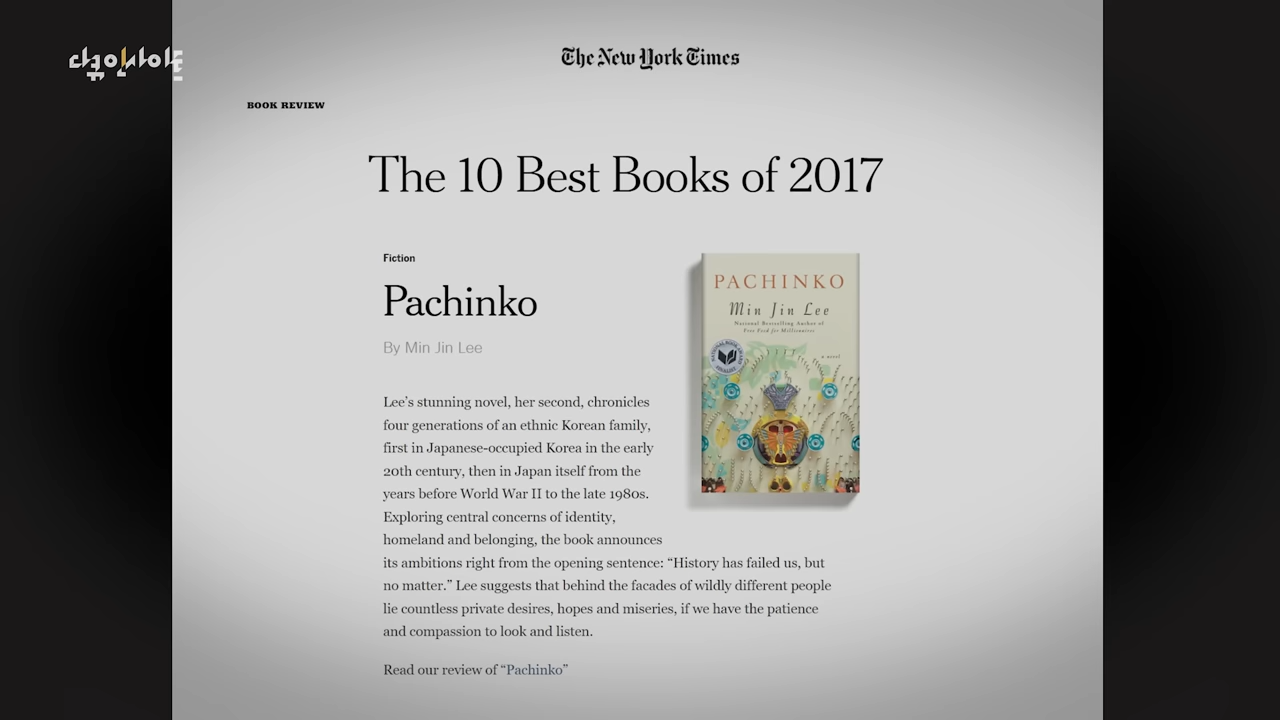 다큐인사이트
The New York Times
BOOK REVIEW
The 10 Best Books of 2017
Fiction
Pachinko
By Min Jin Lee
Lee’s stunning novel, her second, chronicles
four generations of an ethnic Korean family,
first in Japanese-occupied Korea in the early
20th century, then in Japan itself from the
years before World War II to the late 1980s.
Exploring central concerns of identity,
homeland and belonging, the book announces
its ambitions right from the opening sentence: “History has failed us, but
no matter.” Lee suggests that behind the facades of wildly different people
lie countless private desires, hopes and miseries, if we have the patience
and compassion to look and listen.
Read our review of “Pachinko”
PACHINKO
Min Jin Lee
National Bestselling Author of
Free Food for Millionaires
a novel